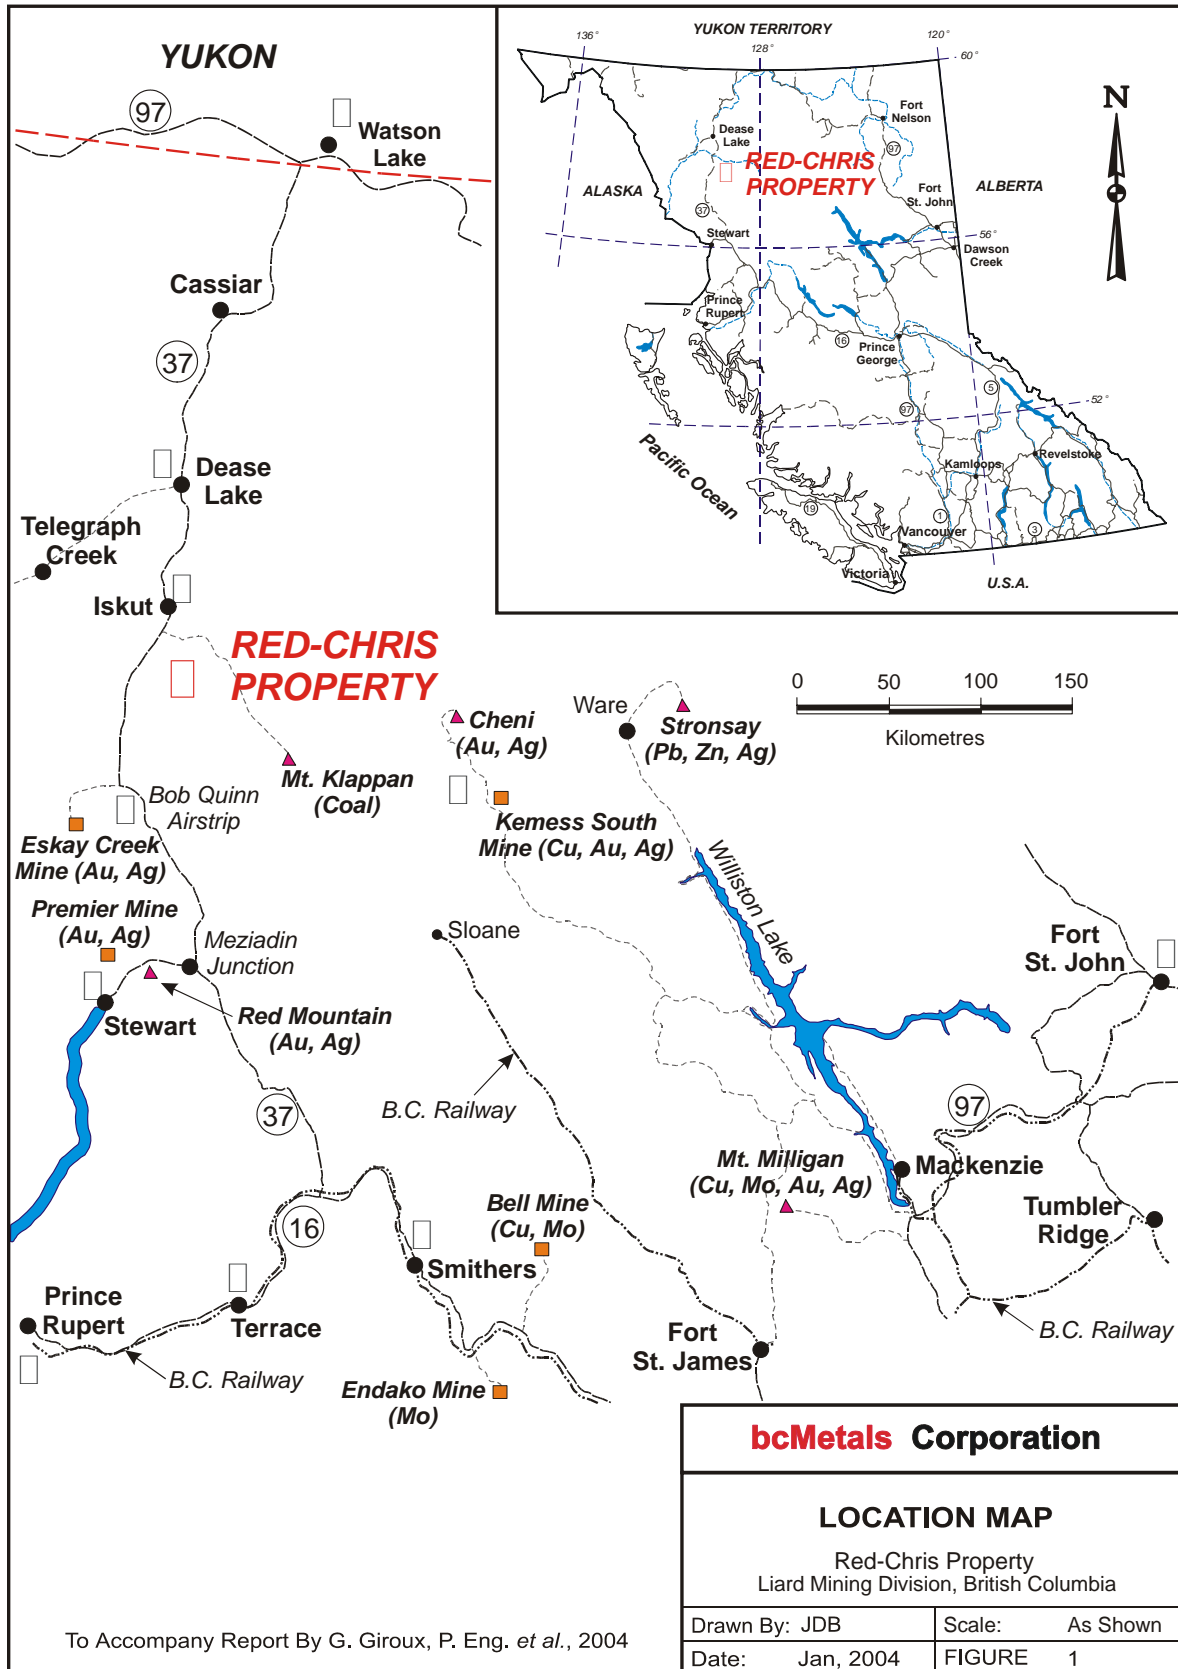 YUKON
97
Watson
Lake
Cassiar
37
Dease
Lake
Telegraph
Creek
Iskut
RED-CHRIS
PROPERTY
136°
YUKON TERRITORY
128°
120°
60°
Fort
Nelson
Dease
Lake
97
RED-CHRIS
PROPERTY
ALASKA
ALBERTA
Fort
St. John
37
Stewart
56°
Dawson
Creek
Prince
Rupert
16
Prince
George
5
97
52°
Pacific Ocean
Kamloops
Revelstoke
19
1
3
Vancouver
Victoria
U.S.A.
N
0 50 100 150
Kilometres
Ware
Cheni
(Au, Ag)
Stronsay
(Pb, Zn, Ag)
Mt. Klappan
(Coal)
Bob Quinn
Airstrip
Kemess South
Mine (Cu, Au, Ag)
Eskay Creek
Mine (Au, Ag)
Williston Lake
Premier Mine
(Au, Ag)
Meziadin
Junction
Sloane
Fort
St. John
Stewart
Red Mountain
(Au, Ag)
37
B.C. Railway
97
Mt. Milligan
(Cu, Mo, Au, Ag)
Mackenzie
Bell Mine
(Cu, Mo)
Tumbler
Ridge
16
Smithers
Prince
Rupert
Terrace
Fort
St. James
B.C. Railway
B.C. Railway
Endako Mine
(Mo)
bcMetals Corporation
LOCATION MAP
Red-Chris Property
Liard Mining Division, British Columbia
Drawn By: JDB
Scale: As Shown
Date: Jan, 2004
FIGURE 1
To Accompany Report By G. Giroux, P. Eng. et al., 2004